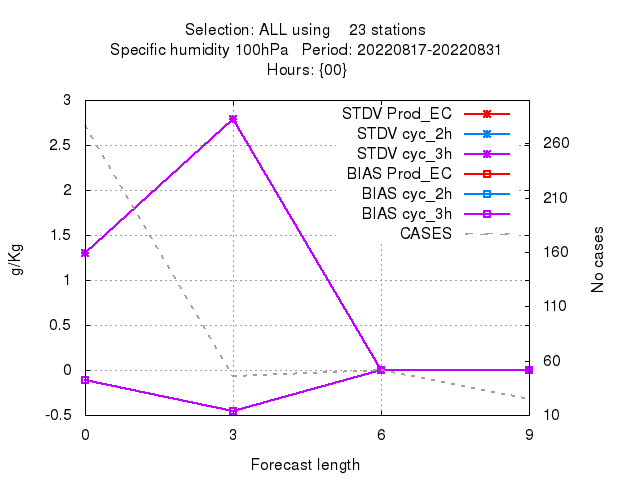 Selection: ALL using    23 stations
Specific humidity 100hPa   Period: 20220817-20220831
Hours: {00}
3
2.5
2
1.5
1
0.5
0
-0.5
g/Kg
STDV Prod_EC
STDV cyc_2h
STDV cyc_3h
BIAS Prod_EC
BIAS cyc_2h
BIAS cyc_3h
CASES
260
210
160
110
60
10
No cases
0 3 6 9
Forecast length